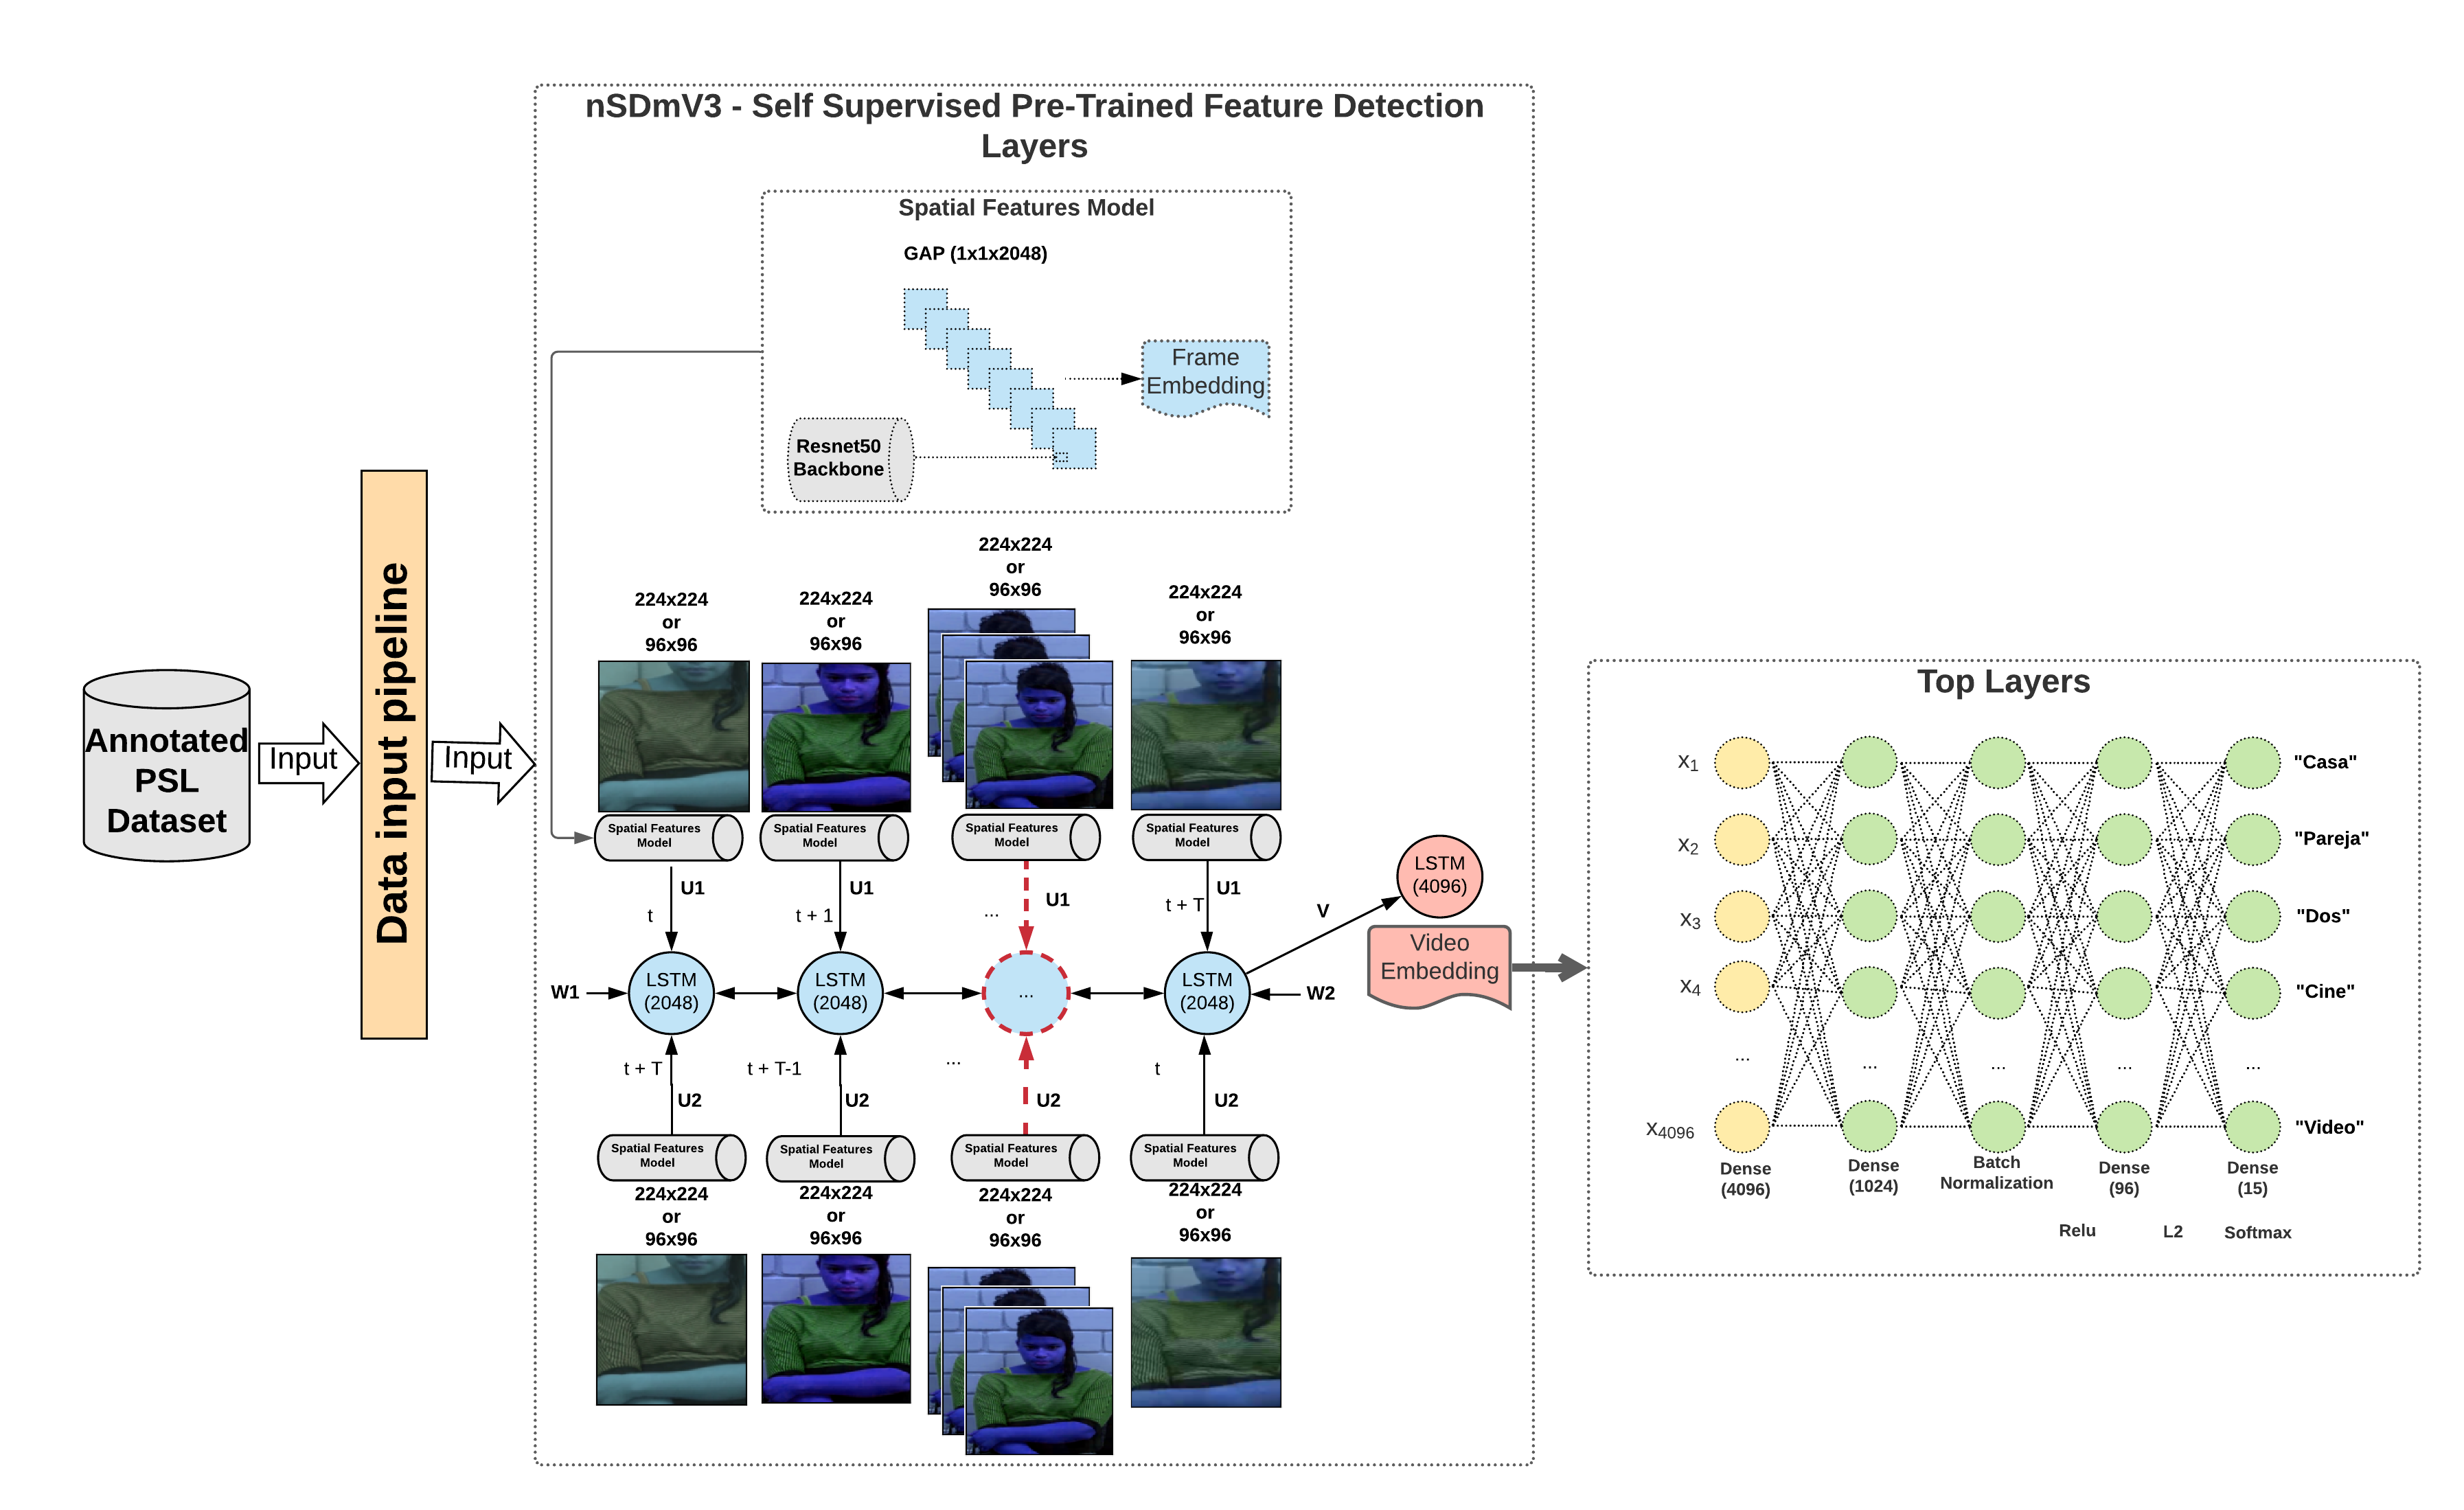 nSDmV3 - Self Supervised Pre-Trained Feature Detection
Layers
Spatial Features Model
GAP (1x1x2048)
Frame
Embedding
Resnet50
Backbone
Annotated
PSL
Dataset
Input
Data input pipeline
Input
224x224
or
96x96
224x224
or
96x96
224x224
or
96x96
224x224
or
96x96
Spatial Features
Model
Spatial Features
Model
Spatial Features
Model
Spatial Features
Model
U1
U1
U1
U1
t
t + 1
...
t + T
W1
LSTM
(2048)
LSTM
(2048)
...
LSTM
(2048)
W2
V
LSTM
(4096)
Video
Embedding
t + T
t + T-1
...
t
U2
U2
U2
U2
Spatial Features
Model
Spatial Features
Model
Spatial Features
Model
Spatial Features
Model
224x224
or
96x96
224x224
or
96x96
224x224
or
96x96
224x224
or
96x96
Top Layers
x1
"Casa"
x2
"Pareja"
x3
"Dos"
x4
"Cine"
... ... ... ... ...
x4096
"Video"
Dense
(4096)
Dense
(1024)
Batch
Normalization
Dense
(96)
Dense
(15)
Relu
L2
Softmax